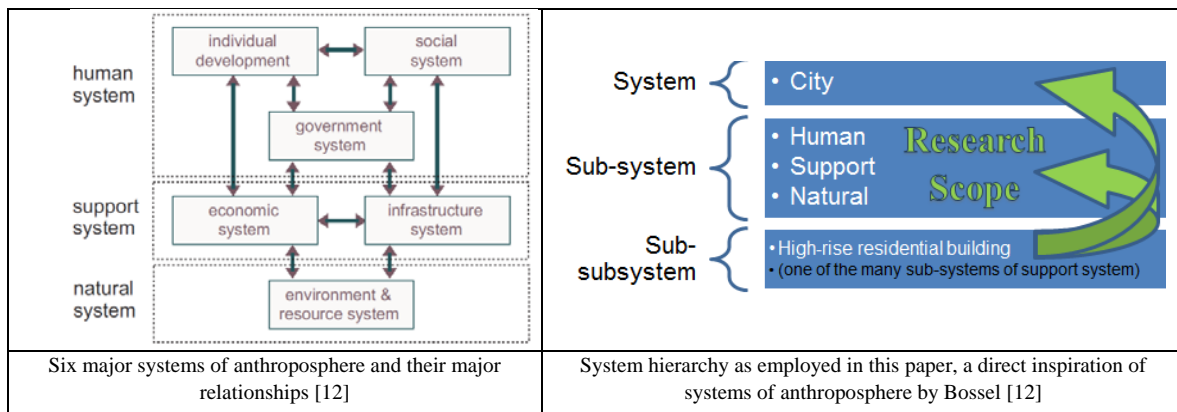 human
system
individual
development
social
system
government
system
support
system
economic
system
infrastructure
system
natural
system
environment &
resource system
Six major systems of anthroposphere and their major
relationships [12]
System
• City
Sub-system
• Human
• Support
• Natural
Research
Scope
Sub-
subsystem
• High-rise residential building
• (one of the many sub-systems of support system)
System hierarchy as employed in this paper, a direct inspiration of
systems of anthroposphere by Bossel [12]